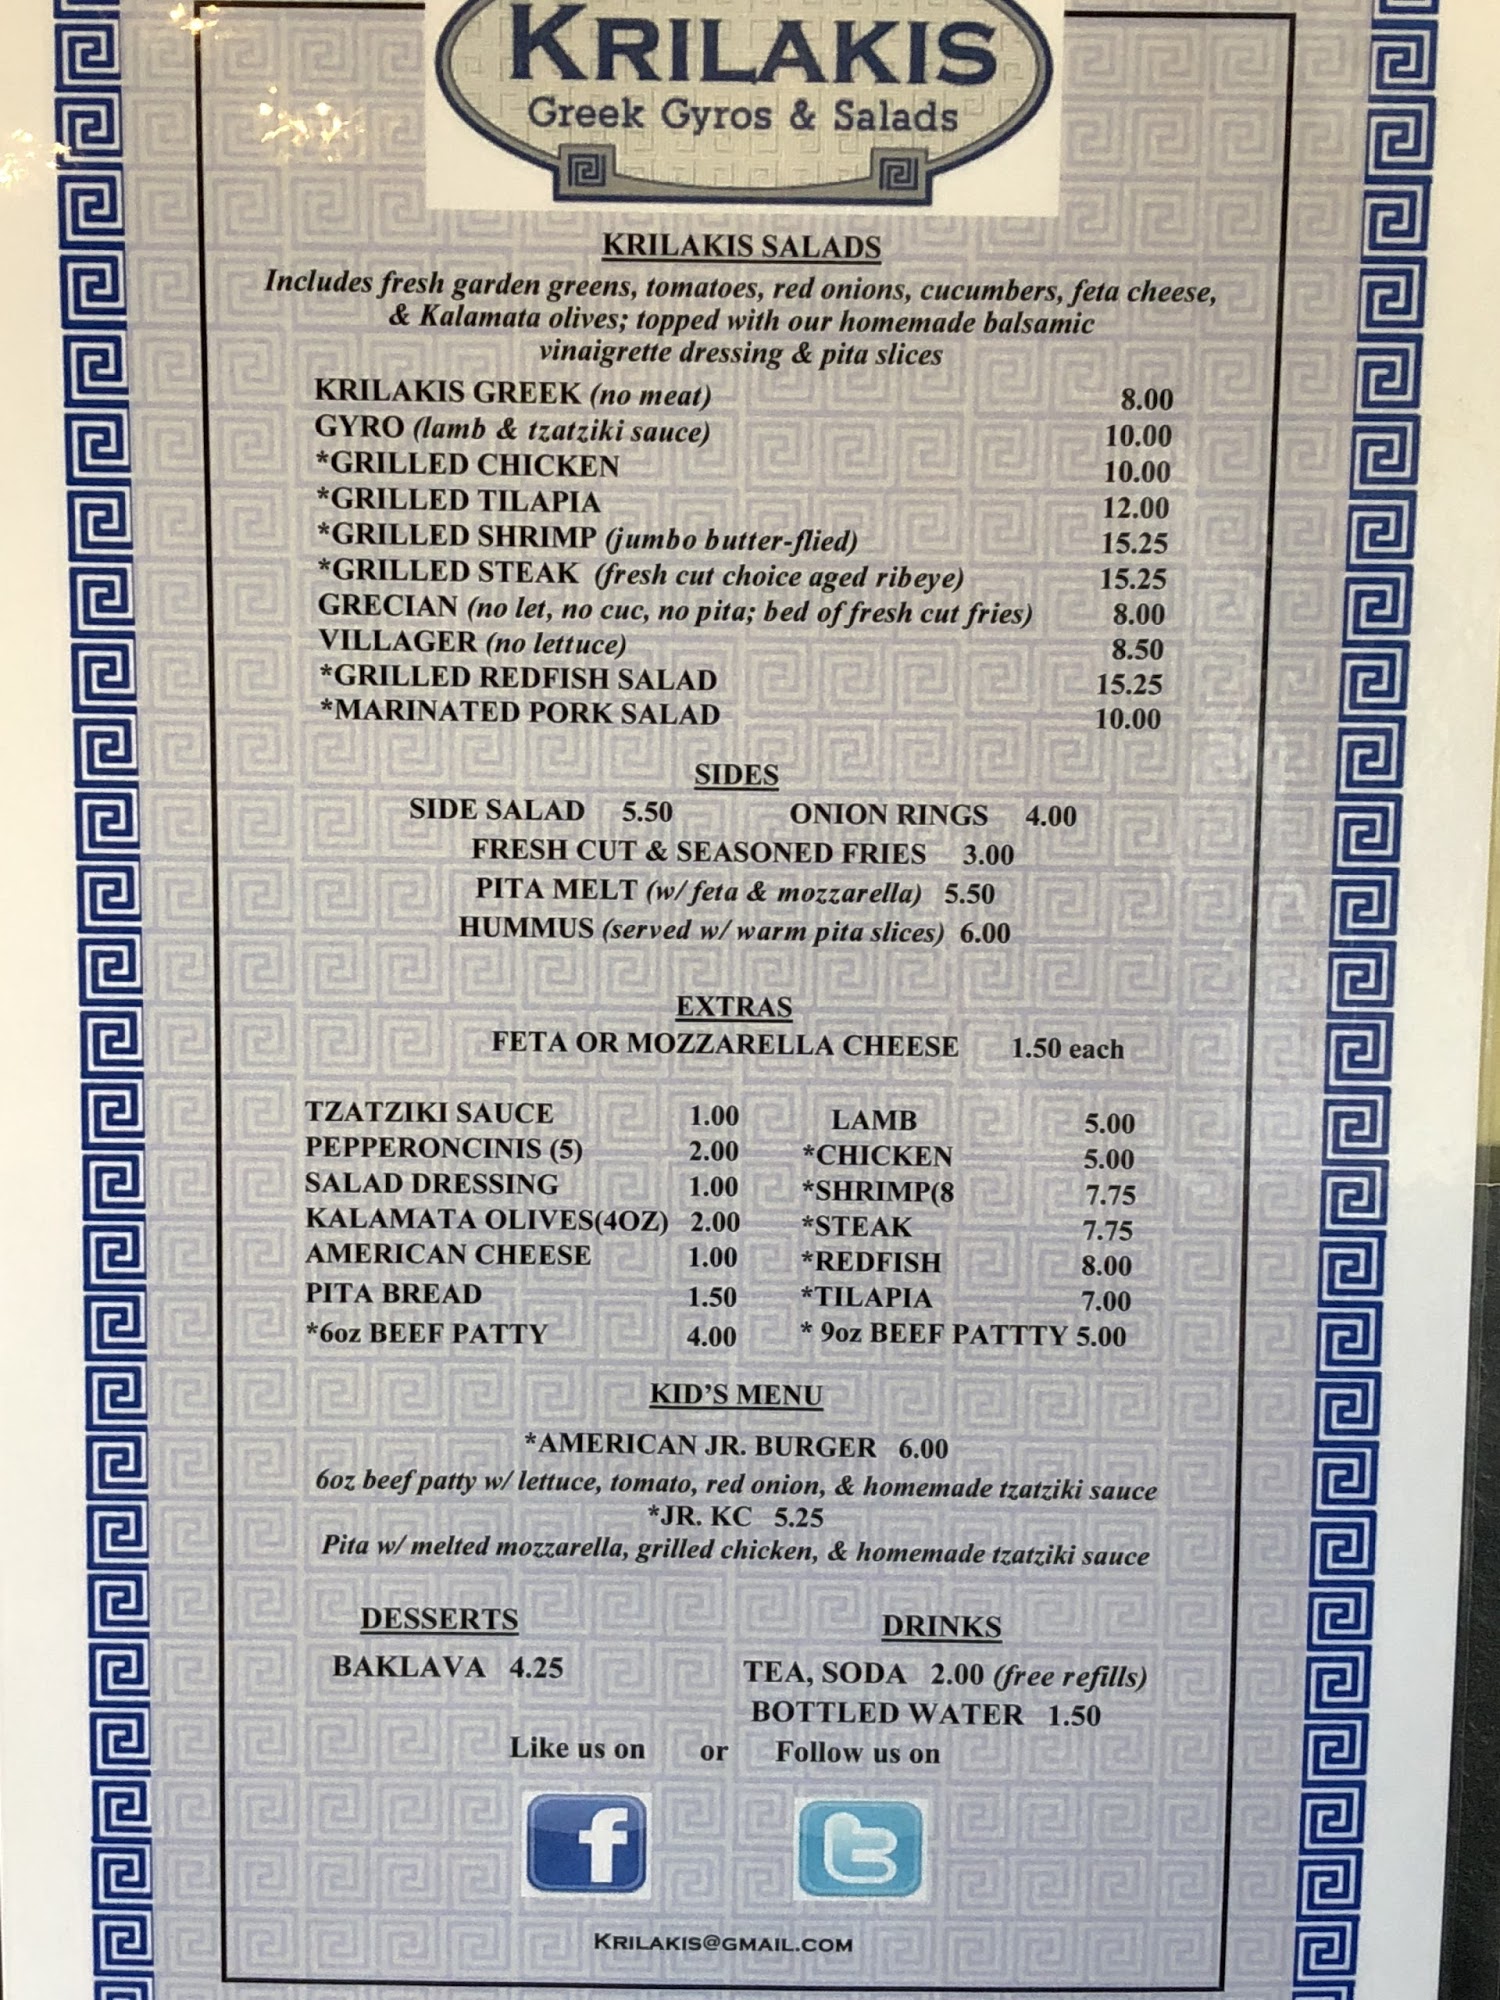 KRILAKIS
Greek Gyros & Salads
KRILAKIS SALADS
Includes fresh garden greens, tomatoes, red onions, cucumbers, feta cheese,
& Kalamata olives; topped with our homemade balsamic
vinaigrette dressing & pita slices
KRILAKIS GREEK (no meat) 8.00
GYRO (lamb & tzatziki sauce) 10.00
*GRILLED CHICKEN 10.00
*GRILLED TILAPIA 12.00
*GRILLED SHRIMP (jumbo butter-flied) 15.25
*GRILLED STEAK (fresh cut choice aged ribeye) 15.25
GRECIAN (no let, no cuc, no pita; bed of fresh cut fries) 8.00
VILLAGER (no lettuce) 8.50
*GRILLED REDFISH SALAD 15.25
*MARINATED PORK SALAD 10.00
SIDES
SIDE SALAD 5.50 ONION RINGS 4.00
FRESH CUT & SEASONED FRIES 3.00
PITA MELT (w/ feta & mozzarella) 5.50
HUMMUS (served w/ warm pita slices) 6.00
EXTRAS
FETA OR MOZZARELLA CHEESE 1.50 each
TZATZIKI SAUCE 1.00 LAMB 5.00
PEPPERONCINIS (5) 2.00 *CHICKEN 5.00
SALAD DRESSING 1.00 *SHRIMP(8 7.75
KALAMATA OLIVES(4OZ) 2.00 *STEAK 7.75
AMERICAN CHEESE 1.00 *REDFISH 8.00
PITA BREAD 1.50 *TILAPIA 7.00
*6oz BEEF PATTY 4.00 * 9oz BEEF PATTTY 5.00
KID'S MENU
*AMERICAN JR. BURGER 6.00
6oz beef patty w/ lettuce, tomato, red onion, & homemade tzatziki sauce
*JR. KC 5.25
Pita w/ melted mozzarella, grilled chicken, & homemade tzatziki sauce
DESSERTS DRINKS
BAKLAVA 4.25 TEA, SODA 2.00 (free refills)
BOTTLED WATER 1.50
Like us on or Follow us on
f t
KRILAKIS@GMAIL.COM